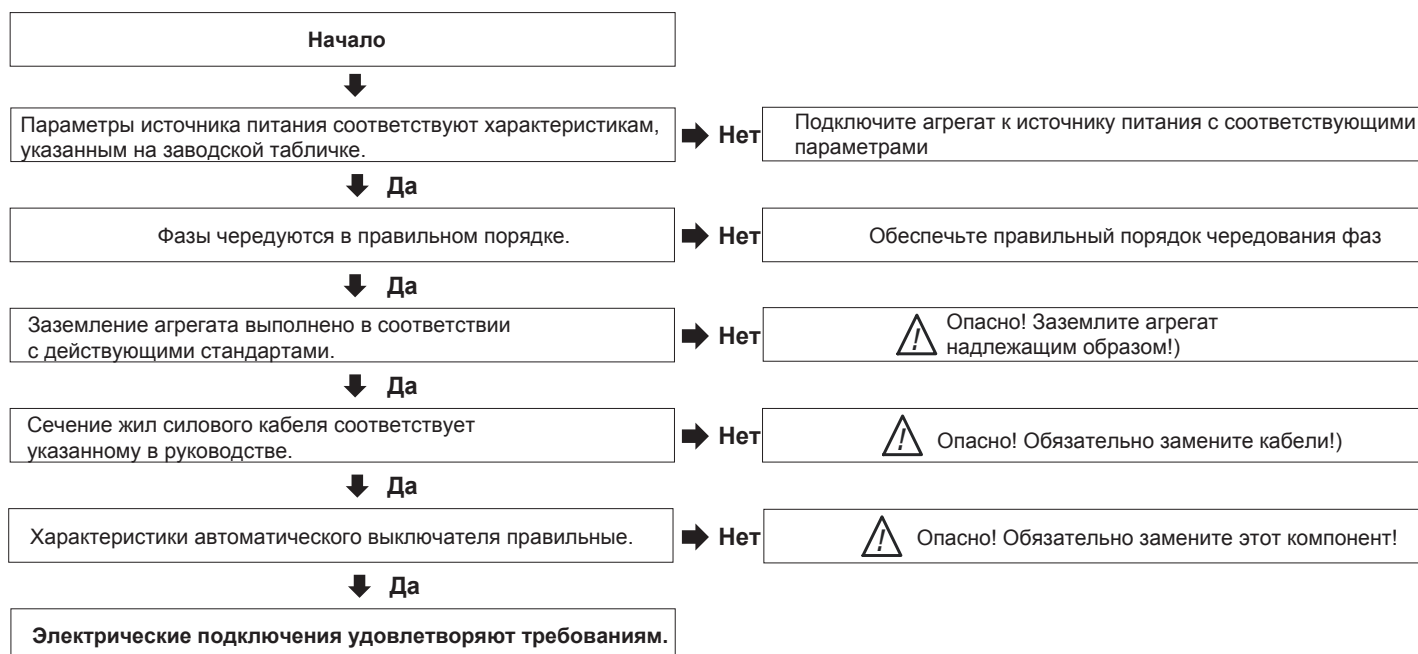 Начало
Параметры источника питания соответствуют характеристикам,
указанным на заводской табличке.
Нет
Подключите агрегат к источнику питания с соответствующими
параметрами
Да
Фазы чередуются в правильном порядке.
Нет
Обеспечьте правильный порядок чередования фаз
Да
Заземление агрегата выполнено в соответствии
с действующими стандартами.
Нет
Опасно! Заземлите агрегат
надлежащим образом!)
Да
Сечение жил силового кабеля соответствует
указанному в руководстве.
Нет
Опасно! Обязательно замените кабели!)
Да
Характеристики автоматического выключателя правильные.
Нет
Опасно! Обязательно замените этот компонент!
Да
Электрические подключения удовлетворяют требованиям.